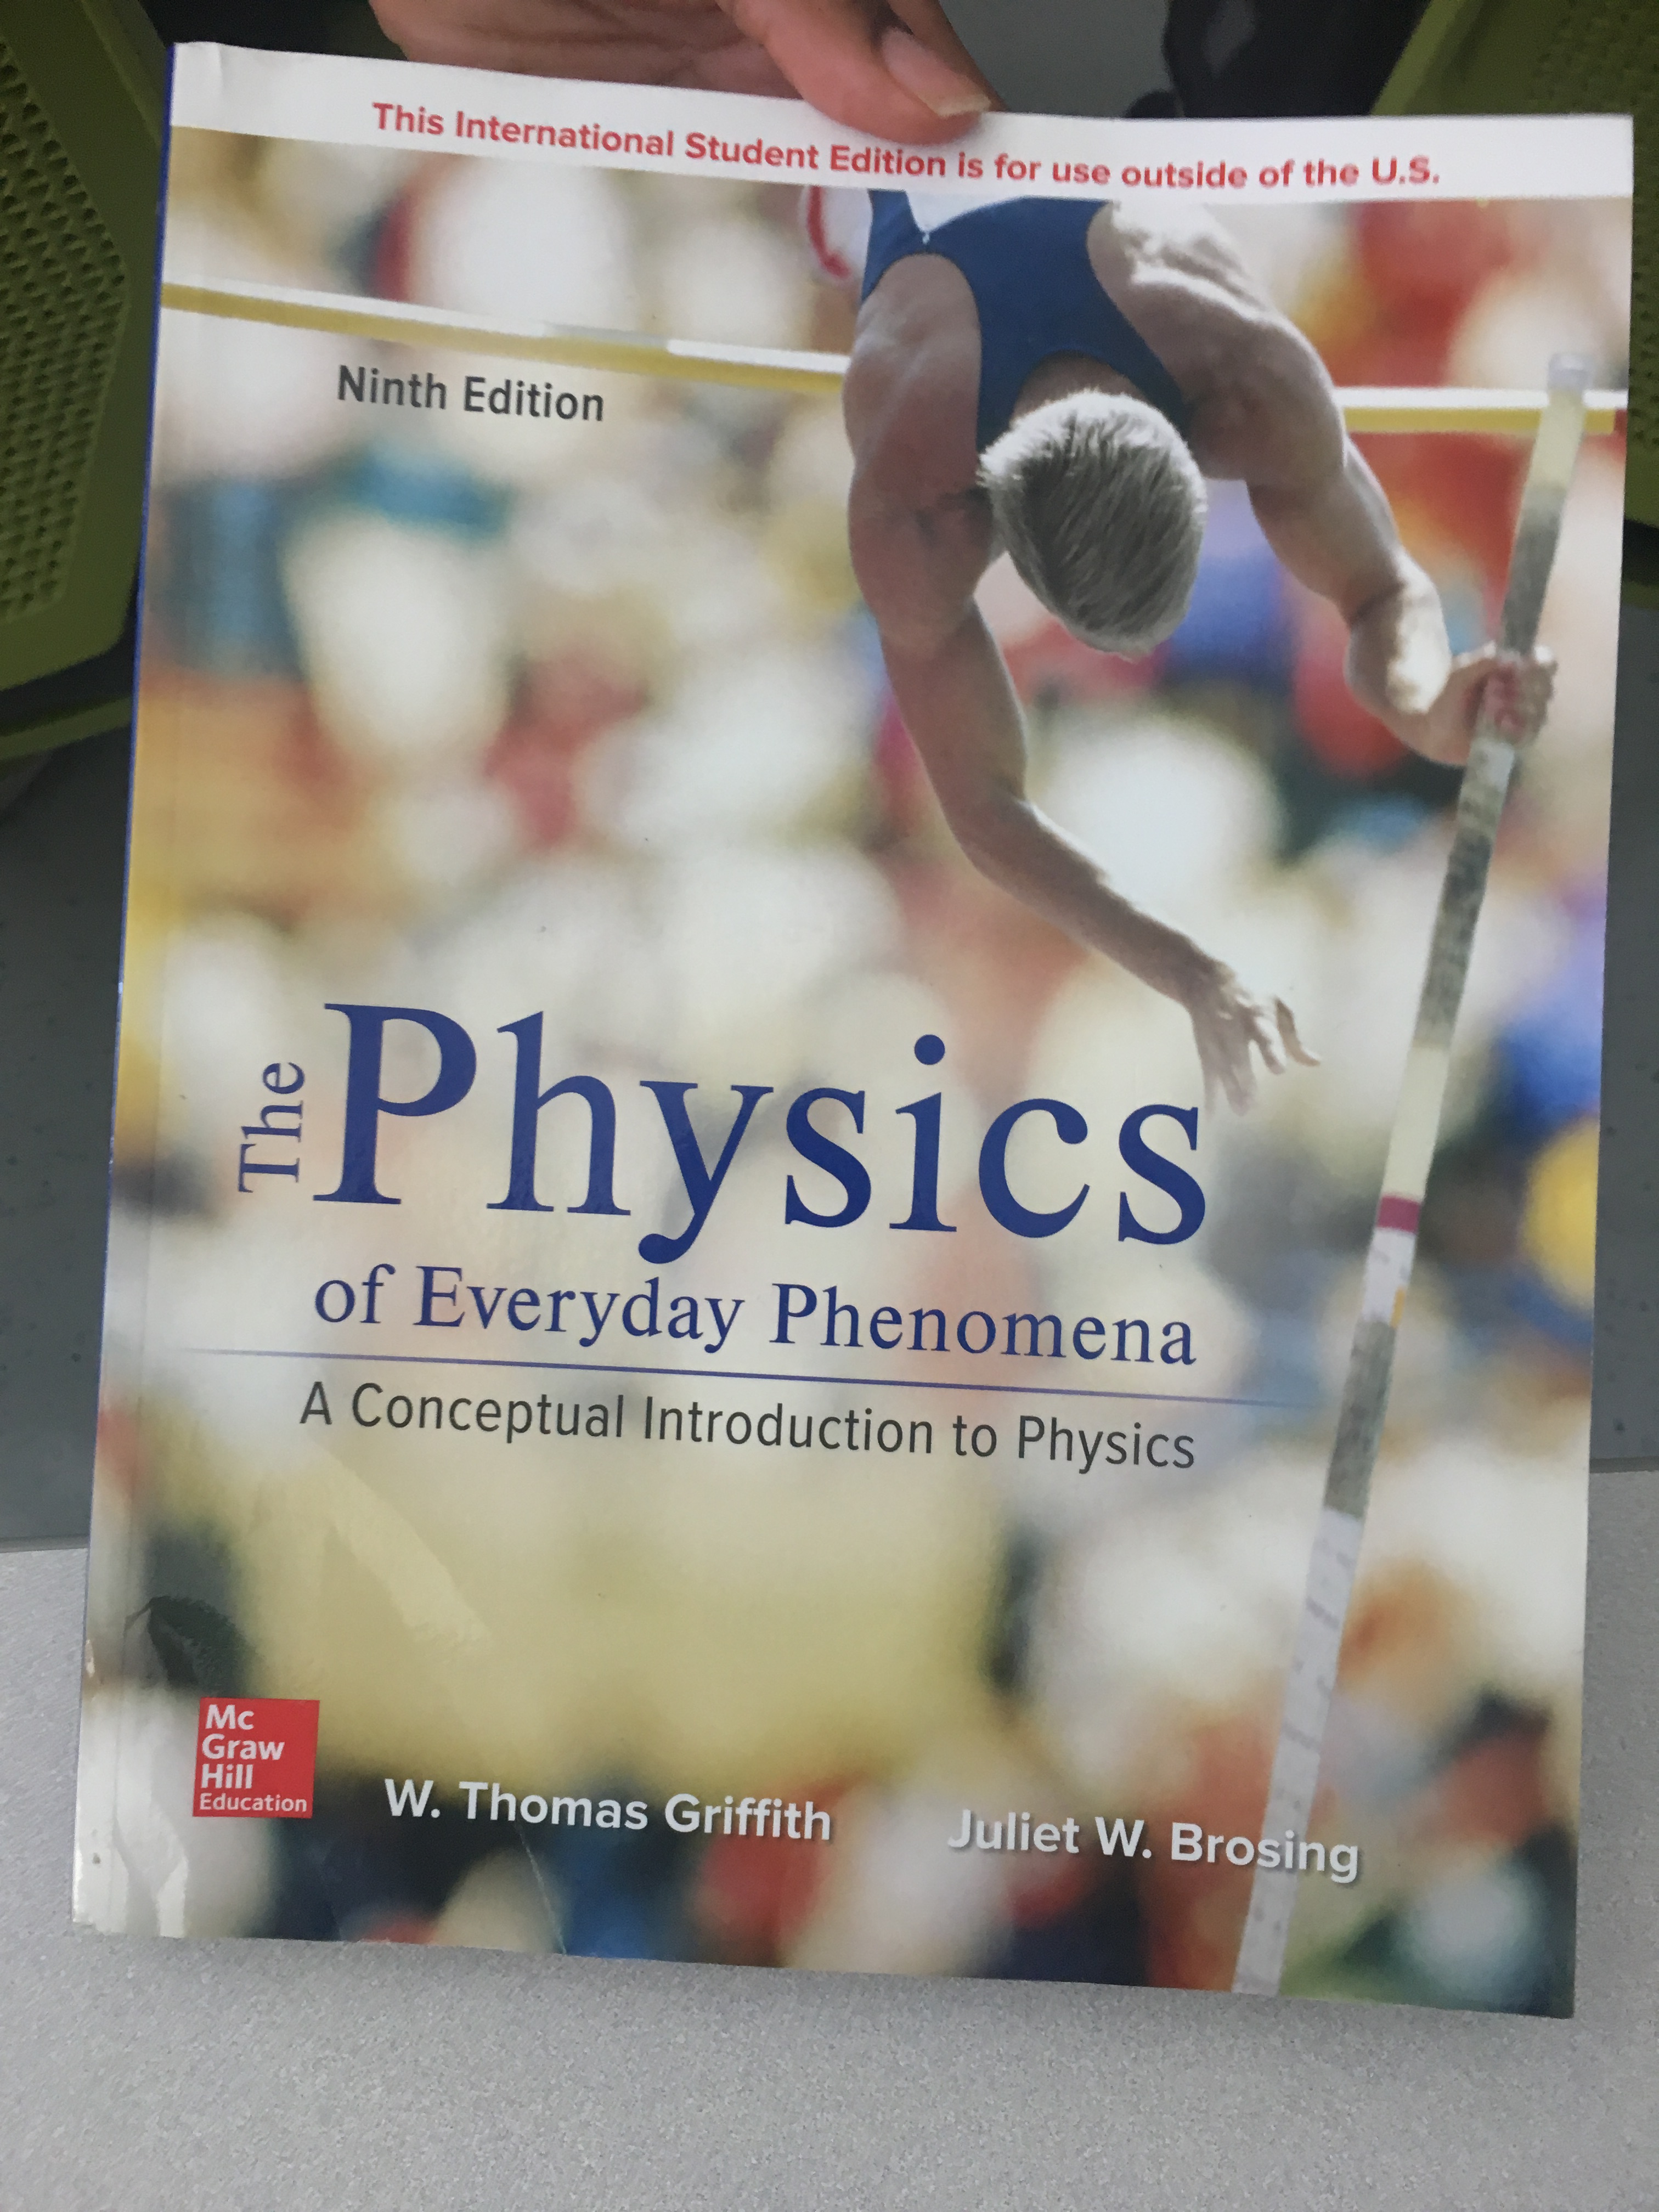 This International Student Edition is for use outside of the U.S.
Ninth Edition
The Physics
of Everyday Phenomena
A Conceptual Introduction to Physics
Mc
Graw
Hill
Education
W. Thomas Griffith
Juliet W. Brosing